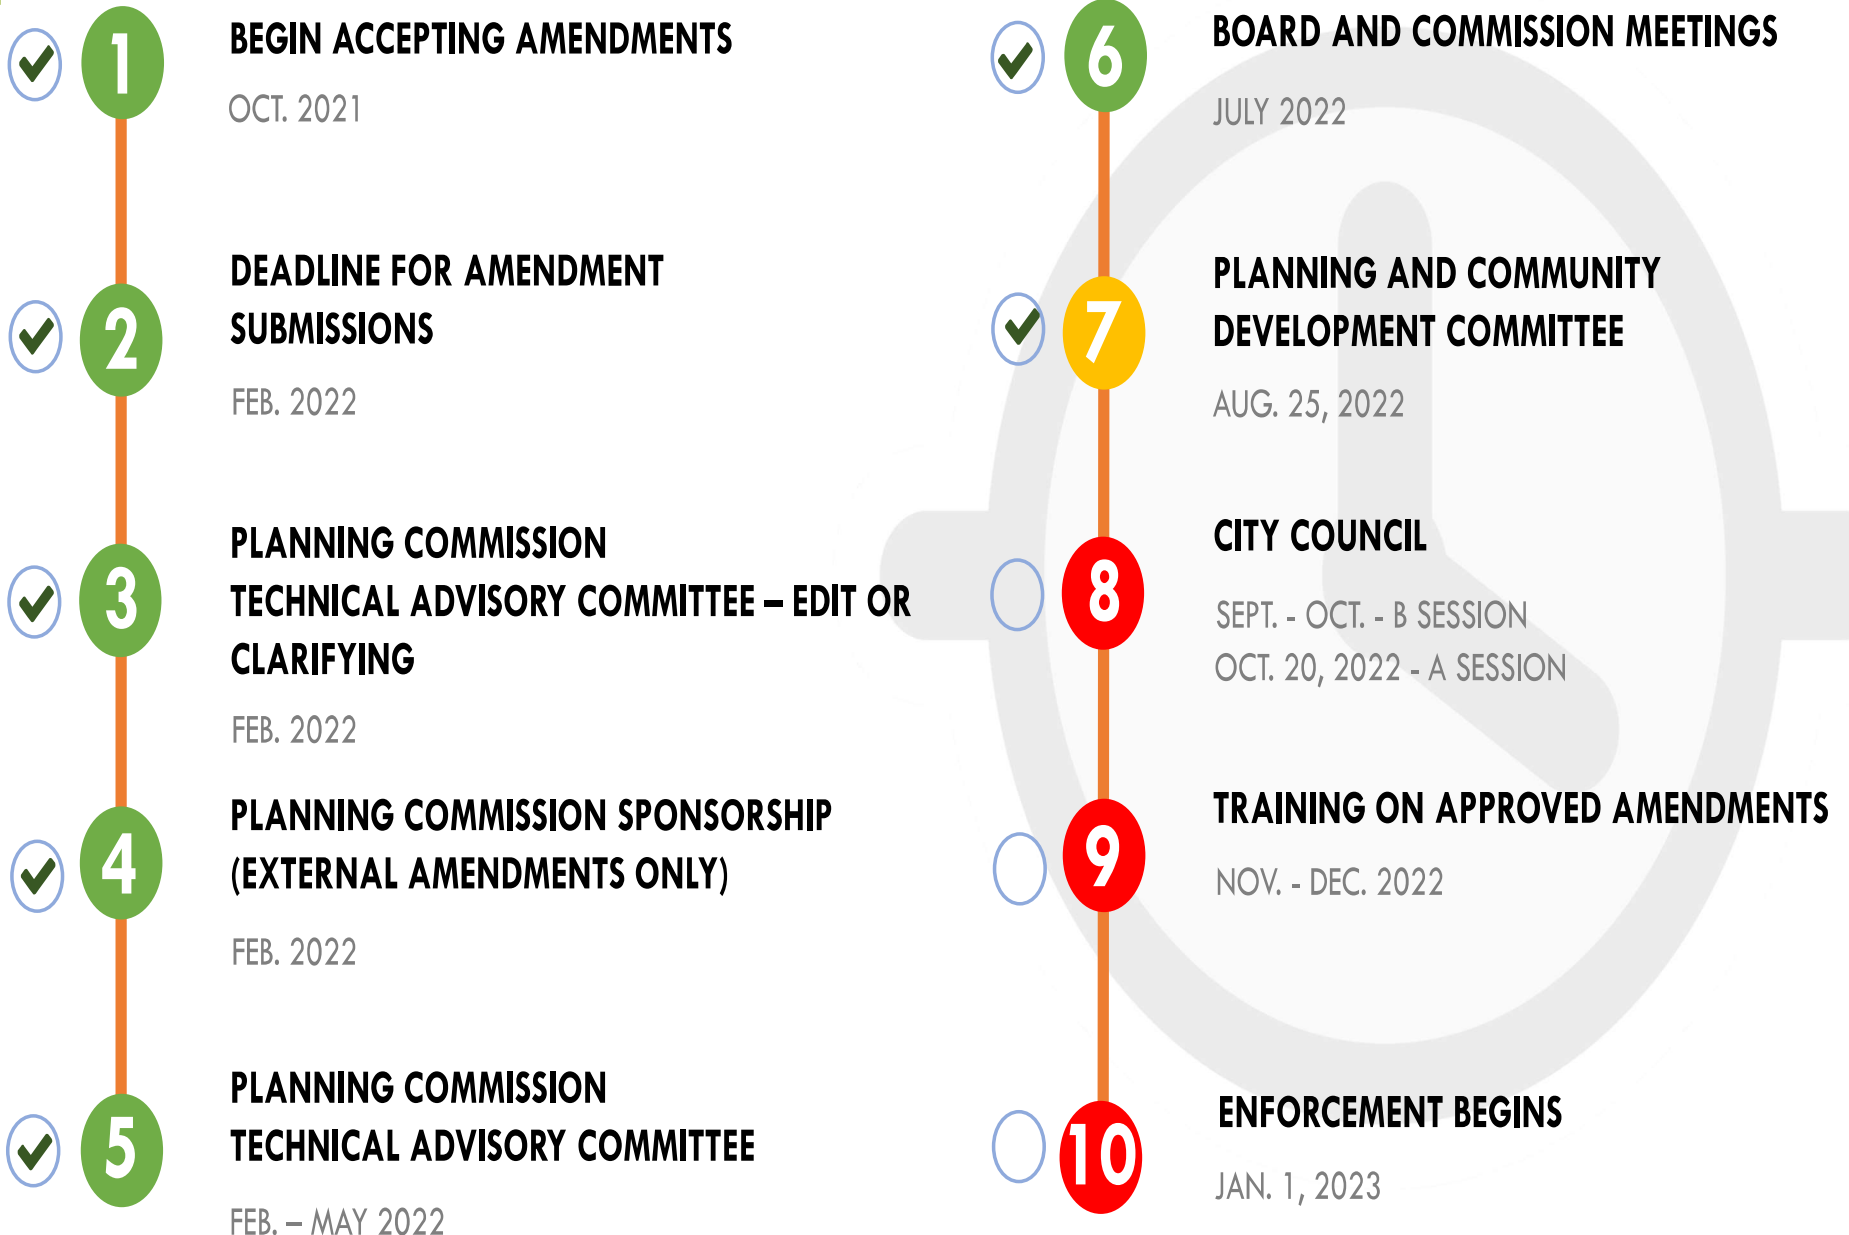 1
BEGIN ACCEPTING AMENDMENTS
OCT. 2021
2
DEADLINE FOR AMENDMENT
SUBMISSIONS
FEB. 2022
3
PLANNING COMMISSION
TECHNICAL ADVISORY COMMITTEE – EDIT OR
CLARIFYING
FEB. 2022
4
PLANNING COMMISSION SPONSORSHIP
(EXTERNAL AMENDMENTS ONLY)
FEB. 2022
5
PLANNING COMMISSION
TECHNICAL ADVISORY COMMITTEE
FEB. – MAY 2022
6
BOARD AND COMMISSION MEETINGS
JULY 2022
7
PLANNING AND COMMUNITY
DEVELOPMENT COMMITTEE
AUG. 25, 2022
8
CITY COUNCIL
SEPT. - OCT. - B SESSION
OCT. 20, 2022 - A SESSION
9
TRAINING ON APPROVED AMENDMENTS
NOV. - DEC. 2022
10
ENFORCEMENT BEGINS
JAN. 1, 2023